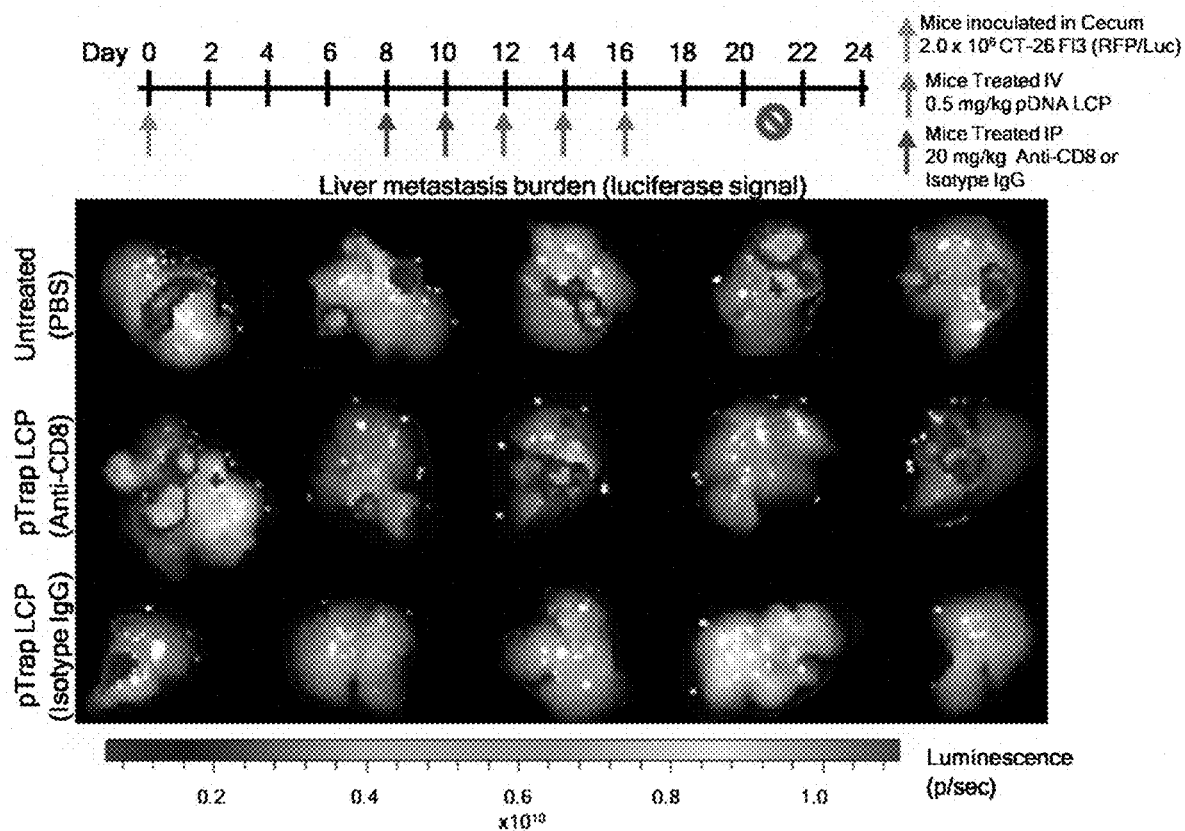 Day 0 2 4 6 8 10 12 14 16 18 20 22 24
Mice inoculated in Cecum
2.0 x 10⁶ CT-26 Fl3 (RFP/Luc)
Mice Treated IV
0.5 mg/kg pDNA LCP
Mice Treated IP
20 mg/kg Anti-CD8 or
Isotype IgG
Liver metastasis burden (luciferase signal)
Untreated
(PBS)
pTrap LCP
(Anti-CD8)
pTrap LCP
(Isotype IgG)
0.2 0.4 0.6 0.8 1.0
x10¹⁰
Luminescence
(p/sec)